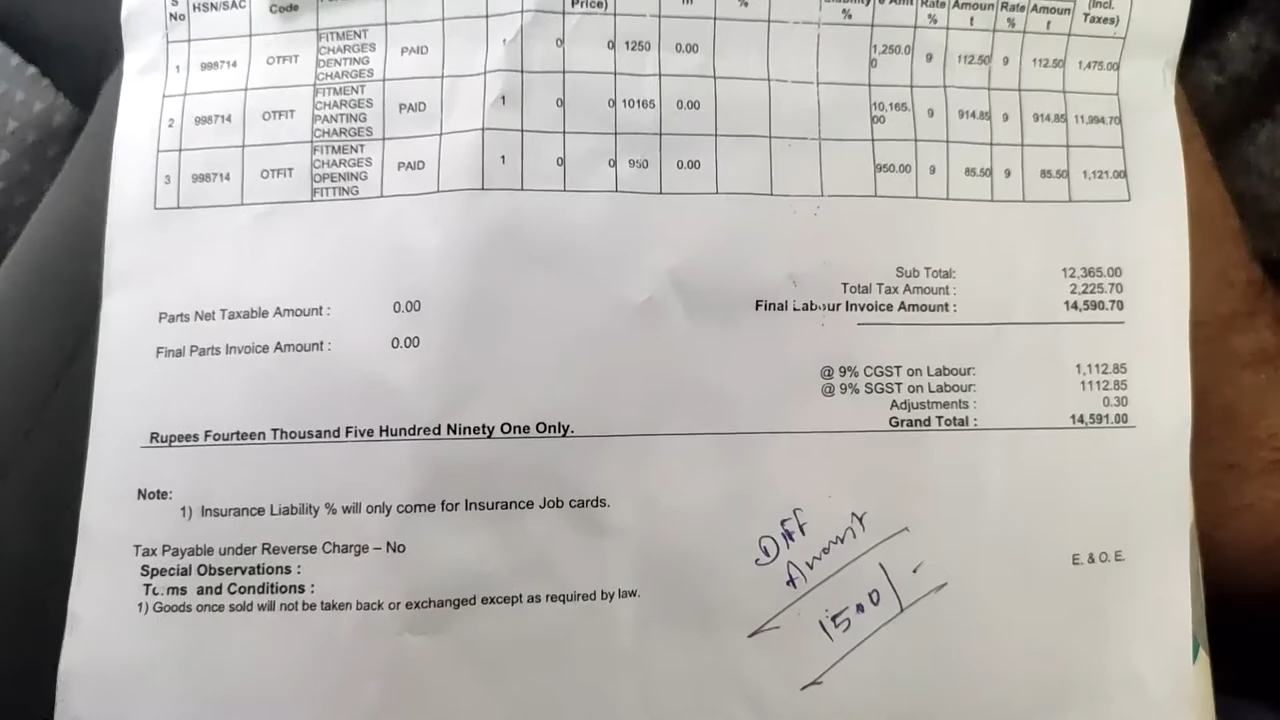 S No HSN/SAC Code Price) % % e Amt Rate % Amoun t Rate % Amoun t (Incl. Taxes)
1 998714 OTFIT FITMENT CHARGES DENTING CHARGES PAID 1 0 0 1250 0.00 1,250.00 9 112.50 9 112.50 1,475.00
2 998714 OTFIT FITMENT CHARGES PANTING CHARGES PAID 1 0 0 10165 0.00 10,165.00 9 914.85 9 914.85 11,994.70
3 998714 OTFIT FITMENT CHARGES OPENING FITTING PAID 1 0 0 950 0.00 950.00 9 85.50 9 85.50 1,121.00
Sub Total: 12,365.00
Total Tax Amount : 2,225.70
Parts Net Taxable Amount : 0.00 Final Labour Invoice Amount : 14,590.70
Final Parts Invoice Amount : 0.00
@ 9% CGST on Labour: 1,112.85
@ 9% SGST on Labour: 1112.85
Adjustments : 0.30
Grand Total : 14,591.00
Rupees Fourteen Thousand Five Hundred Ninety One Only.
Note:
1) Insurance Liability % will only come for Insurance Job cards.
Tax Payable under Reverse Charge – No
Special Observations :
Terms and Conditions :
1) Goods once sold will not be taken back or exchanged except as required by law.
E. & O. E.
Diff
Amount
1500/-